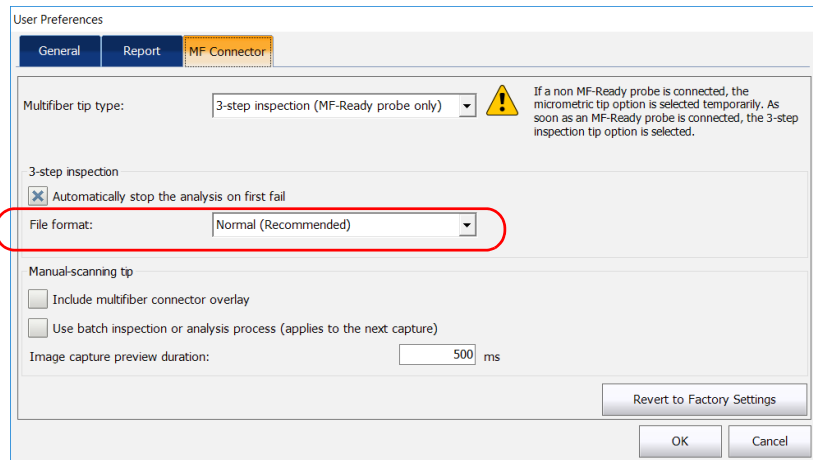 User Preferences
General Report MF Connector
Multifiber tip type:
3-step inspection (MF-Ready probe only)
If a non MF-Ready probe is connected, the
micrometric tip option is selected temporarily. As
soon as an MF-Ready probe is connected, the 3-step
inspection tip option is selected.
3-step inspection
Automatically stop the analysis on first fail
File format: Normal (Recommended)
Manual-scanning tip
Include multifiber connector overlay
Use batch inspection or analysis process (applies to the next capture)
Image capture preview duration: 500 ms
Revert to Factory Settings
OK Cancel